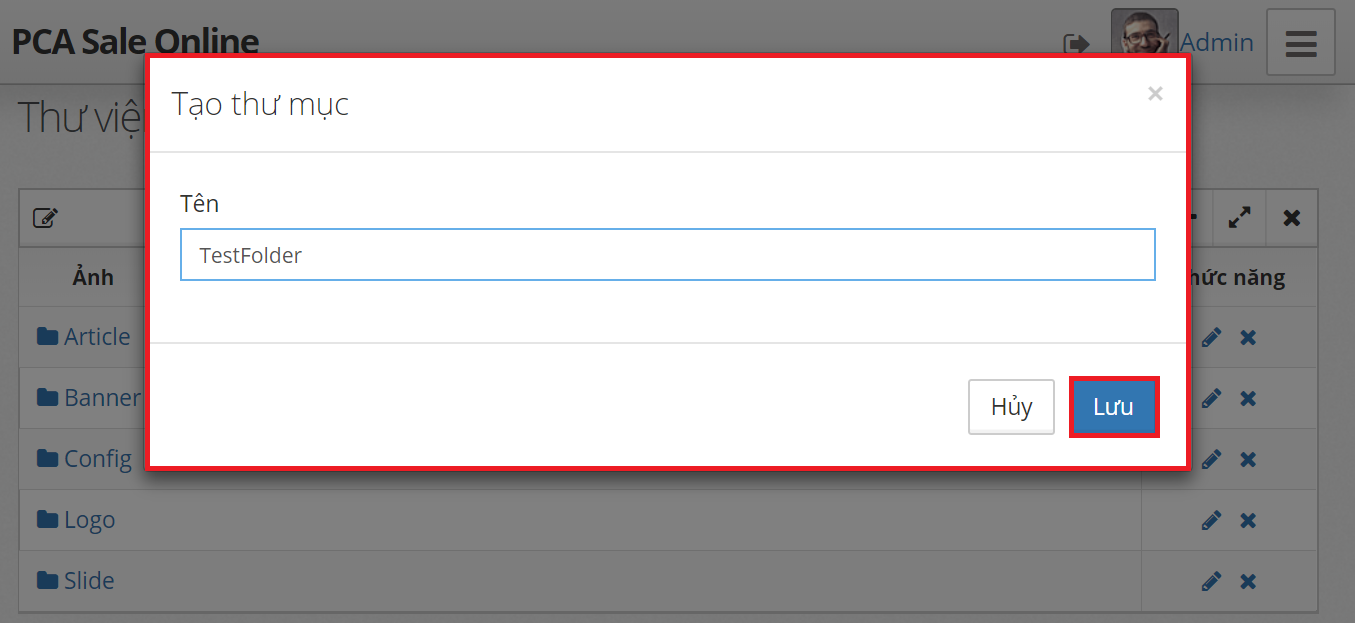 PCA Sale Online
Admin
Thư viện
Tạo thư mục
×
Tên
TestFolder
Ảnh
hức năng
Article
Banner
Config
Hủy
Lưu
Logo
Slide